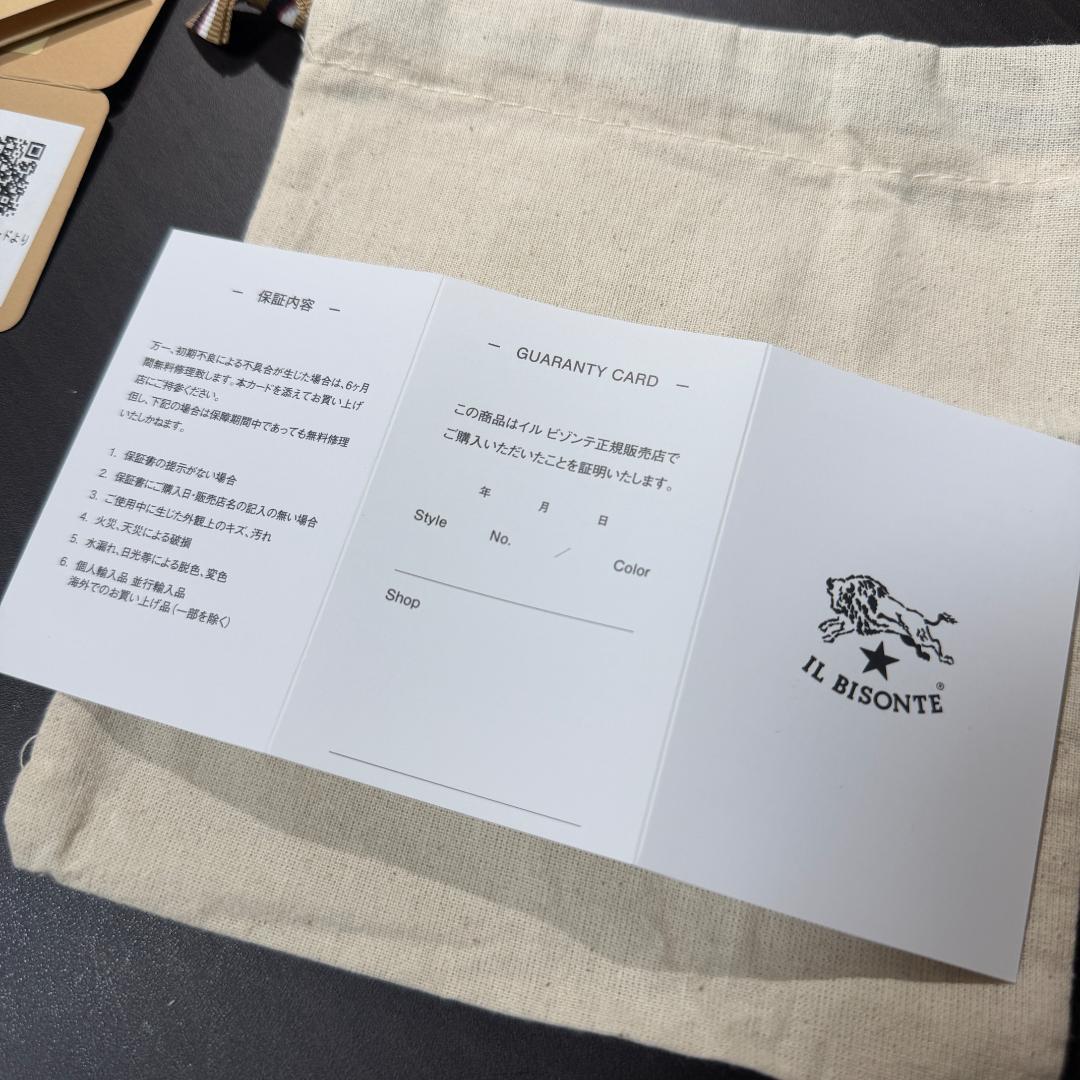 ードより
— 保証内容 —
万一、初期不良による不具合が生じた場合は、6ヶ月
間無料修理致します。本カードを添えてお買い上げ
店にご持参ください。
但し、下記の場合は保障期間中であっても無料修理
いたしかねます。
1. 保証書の提示がない場合
2. 保証書にご購入日・販売店名の記入の無い場合
3. ご使用中に生じた外観上のキズ、汚れ
4. 火災、天災による破損
5. 水漏れ、日光等による脱色、変色
6. 個人輸入品 並行輸入品
海外でのお買い上げ品(一部を除く)
— GUARANTY CARD —
この商品はイル ビゾンテ正規販売店で
ご購入いただいたことを証明いたします。
年 月 日
Style No. / Color
Shop
IL BISONTE®